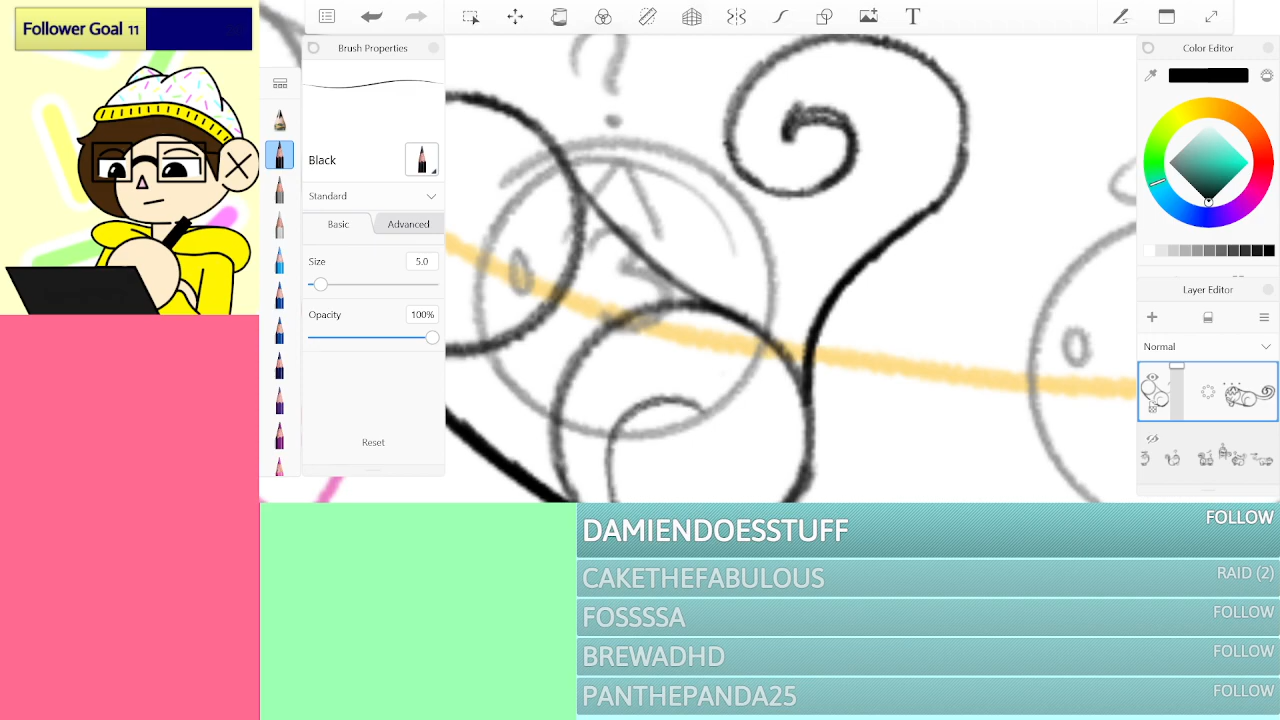 Follower Goal 11
T
Brush Properties
Black
Standard
Basic
Advanced
Size
5.0
Opacity
100%
Reset
Color Editor
Layer Editor
Normal
?
DAMIENDOESSTUFF FOLLOW
CAKETHEFABULOUS RAID (2)
FOSSSSA FOLLOW
BREWADHD FOLLOW
PANTHEPANDA25 FOLLOW